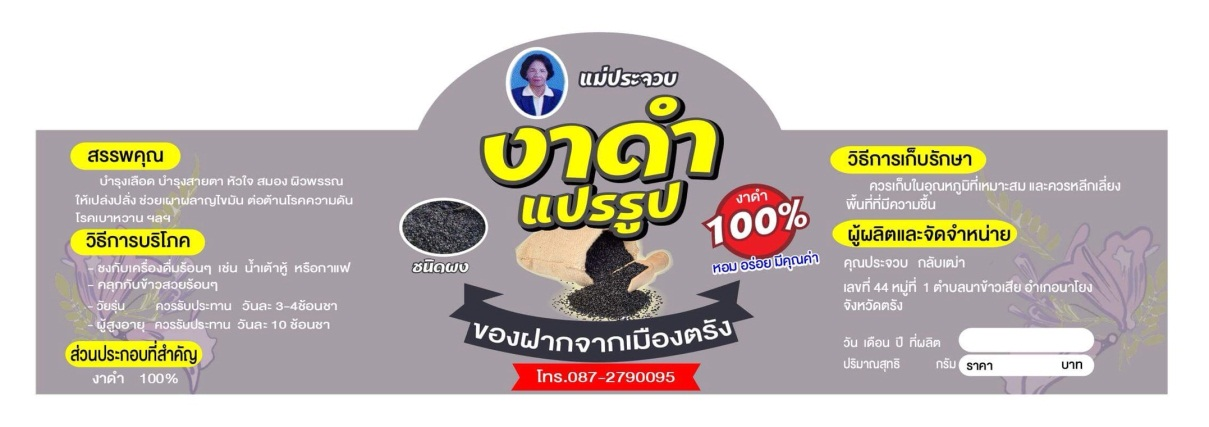 แม่ประจวบ
งาดำ
แปรรูป
งาดำ
100%
หอม อร่อย มีคุณค่า
ชนิดผง
ของฝากจากเมืองตรัง
โทร.087-2790095
สรรพคุณ
บำรุงเลือด บำรุงสายตา หัวใจ สมอง ผิวพรรณ
ให้เปล่งปลั่ง ช่วยเผาผลาญไขมัน ต่อต้านโรคความดัน
โรคเบาหวาน ฯลฯ
วิธีการบริโภค
- ชงกับเครื่องดื่มร้อนๆ เช่น น้ำเต้าหู้ หรือกาแฟ
- คลุกกับข้าวสวยร้อนๆ
- วัยรุ่น ควรรับประทาน วันละ 3-4ช้อนชา
- ผู้สูงอายุ ควรรับประทาน วันละ 10 ช้อนชา
ส่วนประกอบที่สำคัญ
งาดำ 100%
วิธีการเก็บรักษา
ควรเก็บในอุณหภูมิที่เหมาะสม และควรหลีกเลี่ยง
พื้นที่ที่มีความชื้น
ผู้ผลิตและจัดจำหน่าย
คุณประจวบ กลับเฒ่า
เลขที่ 44 หมู่ที่ 1 ตำบลนาข้าวเสีย อำเภอนาโยง
จังหวัดตรัง
วัน เดือน ปี ที่ผลิต
ปริมาณสุทธิ กรัม ราคา บาท